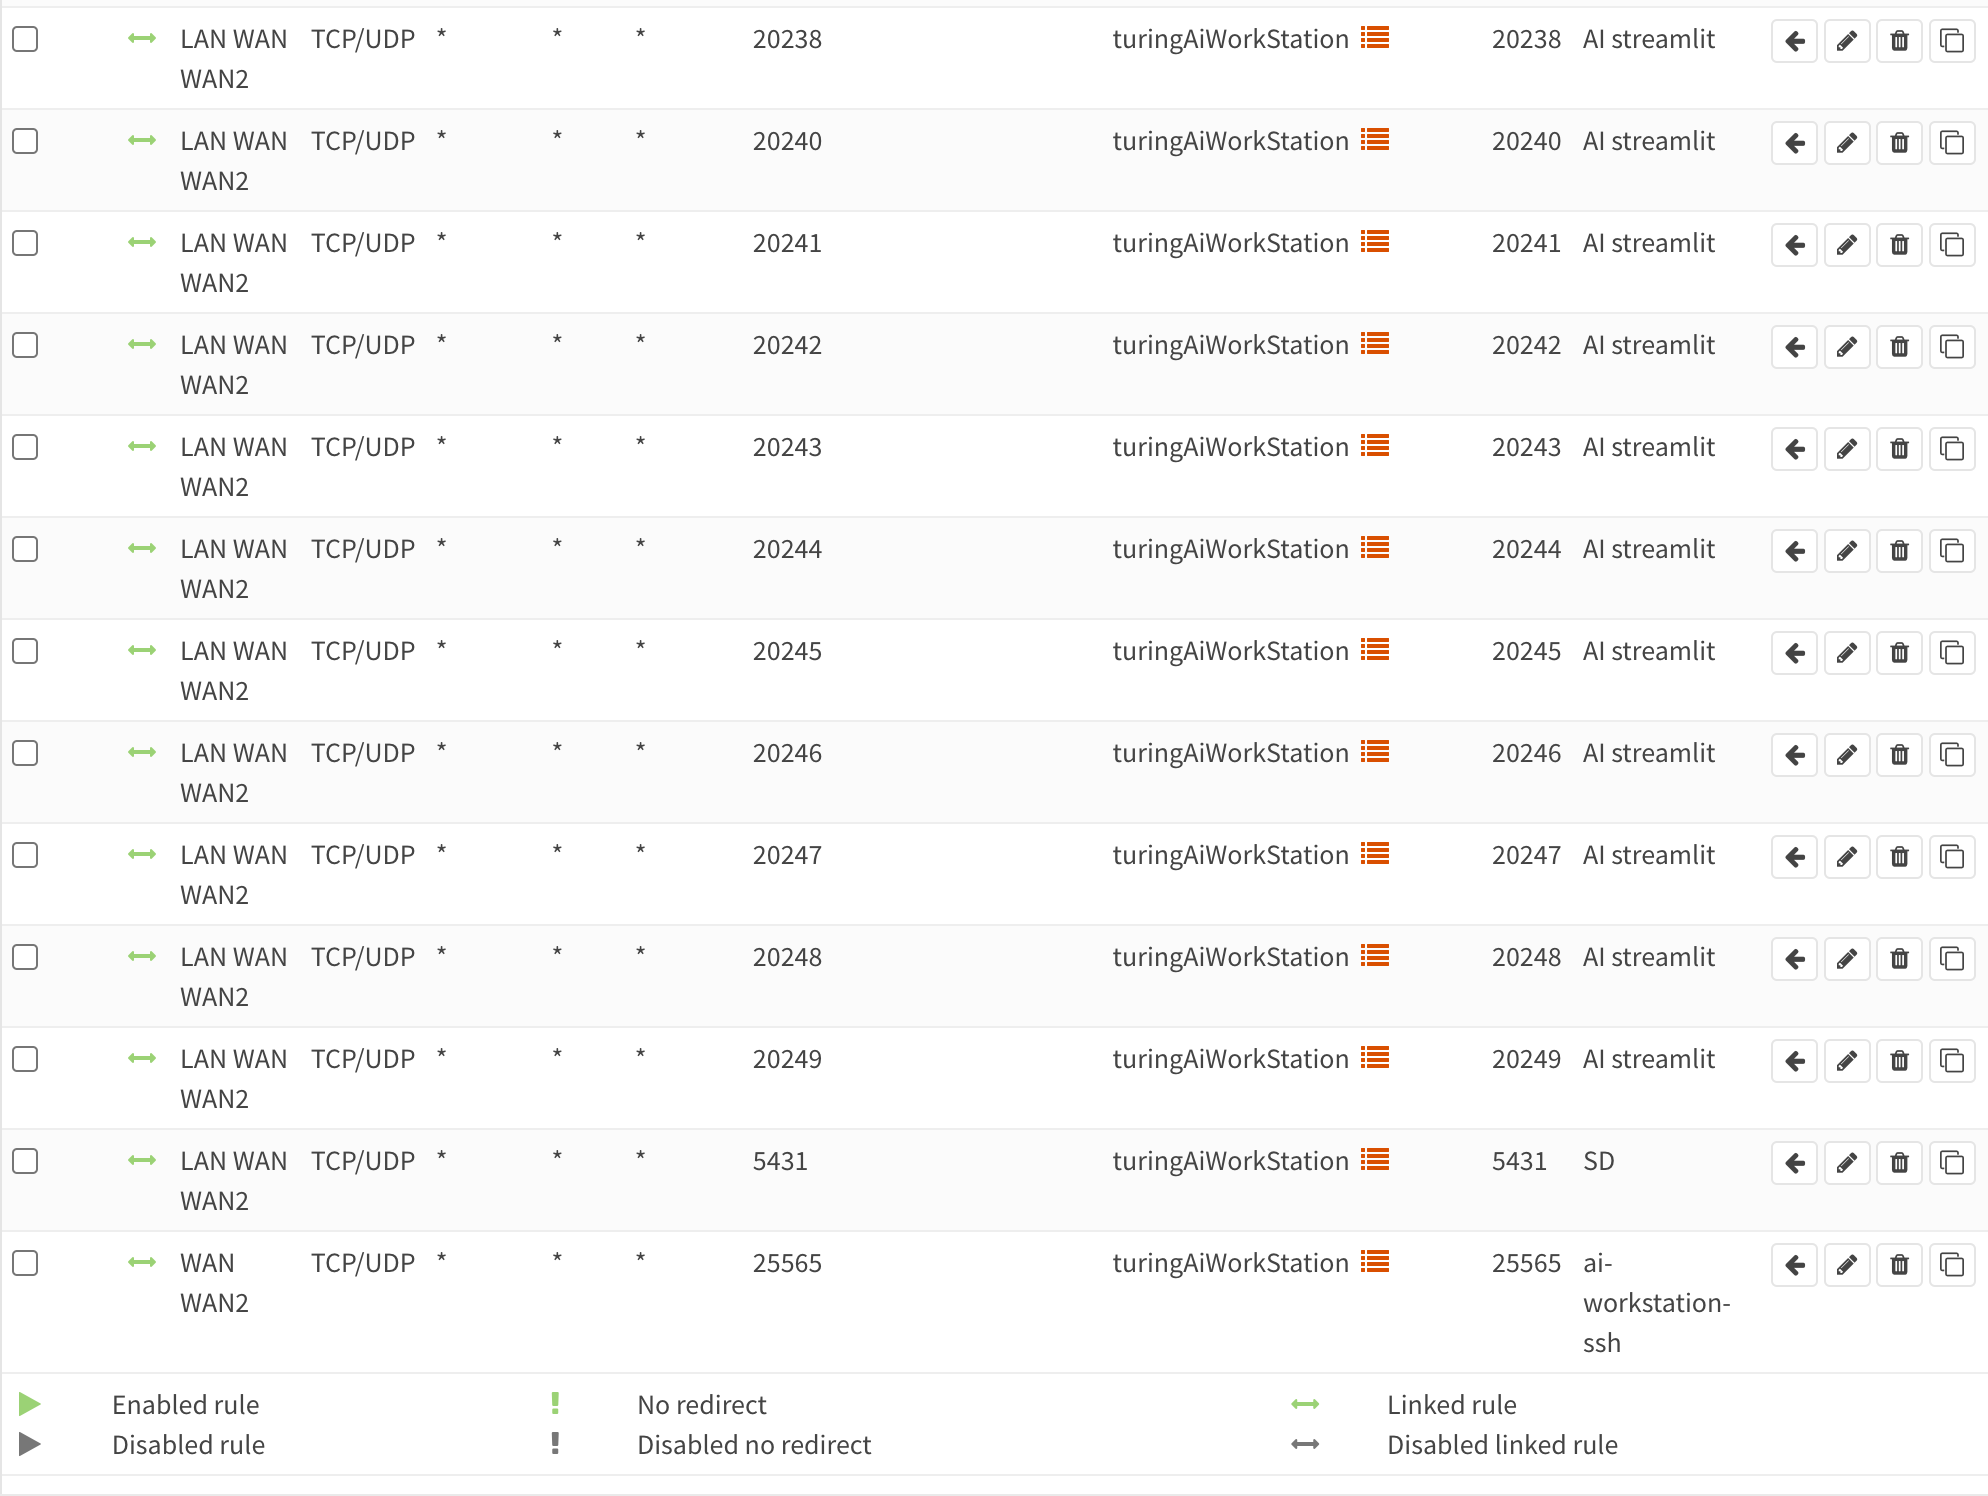 LAN WAN TCP/UDP * * * 20238 turingAiWorkStation 20238 AI streamlit
WAN2
LAN WAN TCP/UDP * * * 20240 turingAiWorkStation 20240 AI streamlit
WAN2
LAN WAN TCP/UDP * * * 20241 turingAiWorkStation 20241 AI streamlit
WAN2
LAN WAN TCP/UDP * * * 20242 turingAiWorkStation 20242 AI streamlit
WAN2
LAN WAN TCP/UDP * * * 20243 turingAiWorkStation 20243 AI streamlit
WAN2
LAN WAN TCP/UDP * * * 20244 turingAiWorkStation 20244 AI streamlit
WAN2
LAN WAN TCP/UDP * * * 20245 turingAiWorkStation 20245 AI streamlit
WAN2
LAN WAN TCP/UDP * * * 20246 turingAiWorkStation 20246 AI streamlit
WAN2
LAN WAN TCP/UDP * * * 20247 turingAiWorkStation 20247 AI streamlit
WAN2
LAN WAN TCP/UDP * * * 20248 turingAiWorkStation 20248 AI streamlit
WAN2
LAN WAN TCP/UDP * * * 20249 turingAiWorkStation 20249 AI streamlit
WAN2
LAN WAN TCP/UDP * * * 5431 turingAiWorkStation 5431 SD
WAN2
WAN TCP/UDP * * * 25565 turingAiWorkStation 25565 ai-
WAN2 workstation-
ssh
Enabled rule ! No redirect Linked rule
Disabled rule ! Disabled no redirect Disabled linked rule